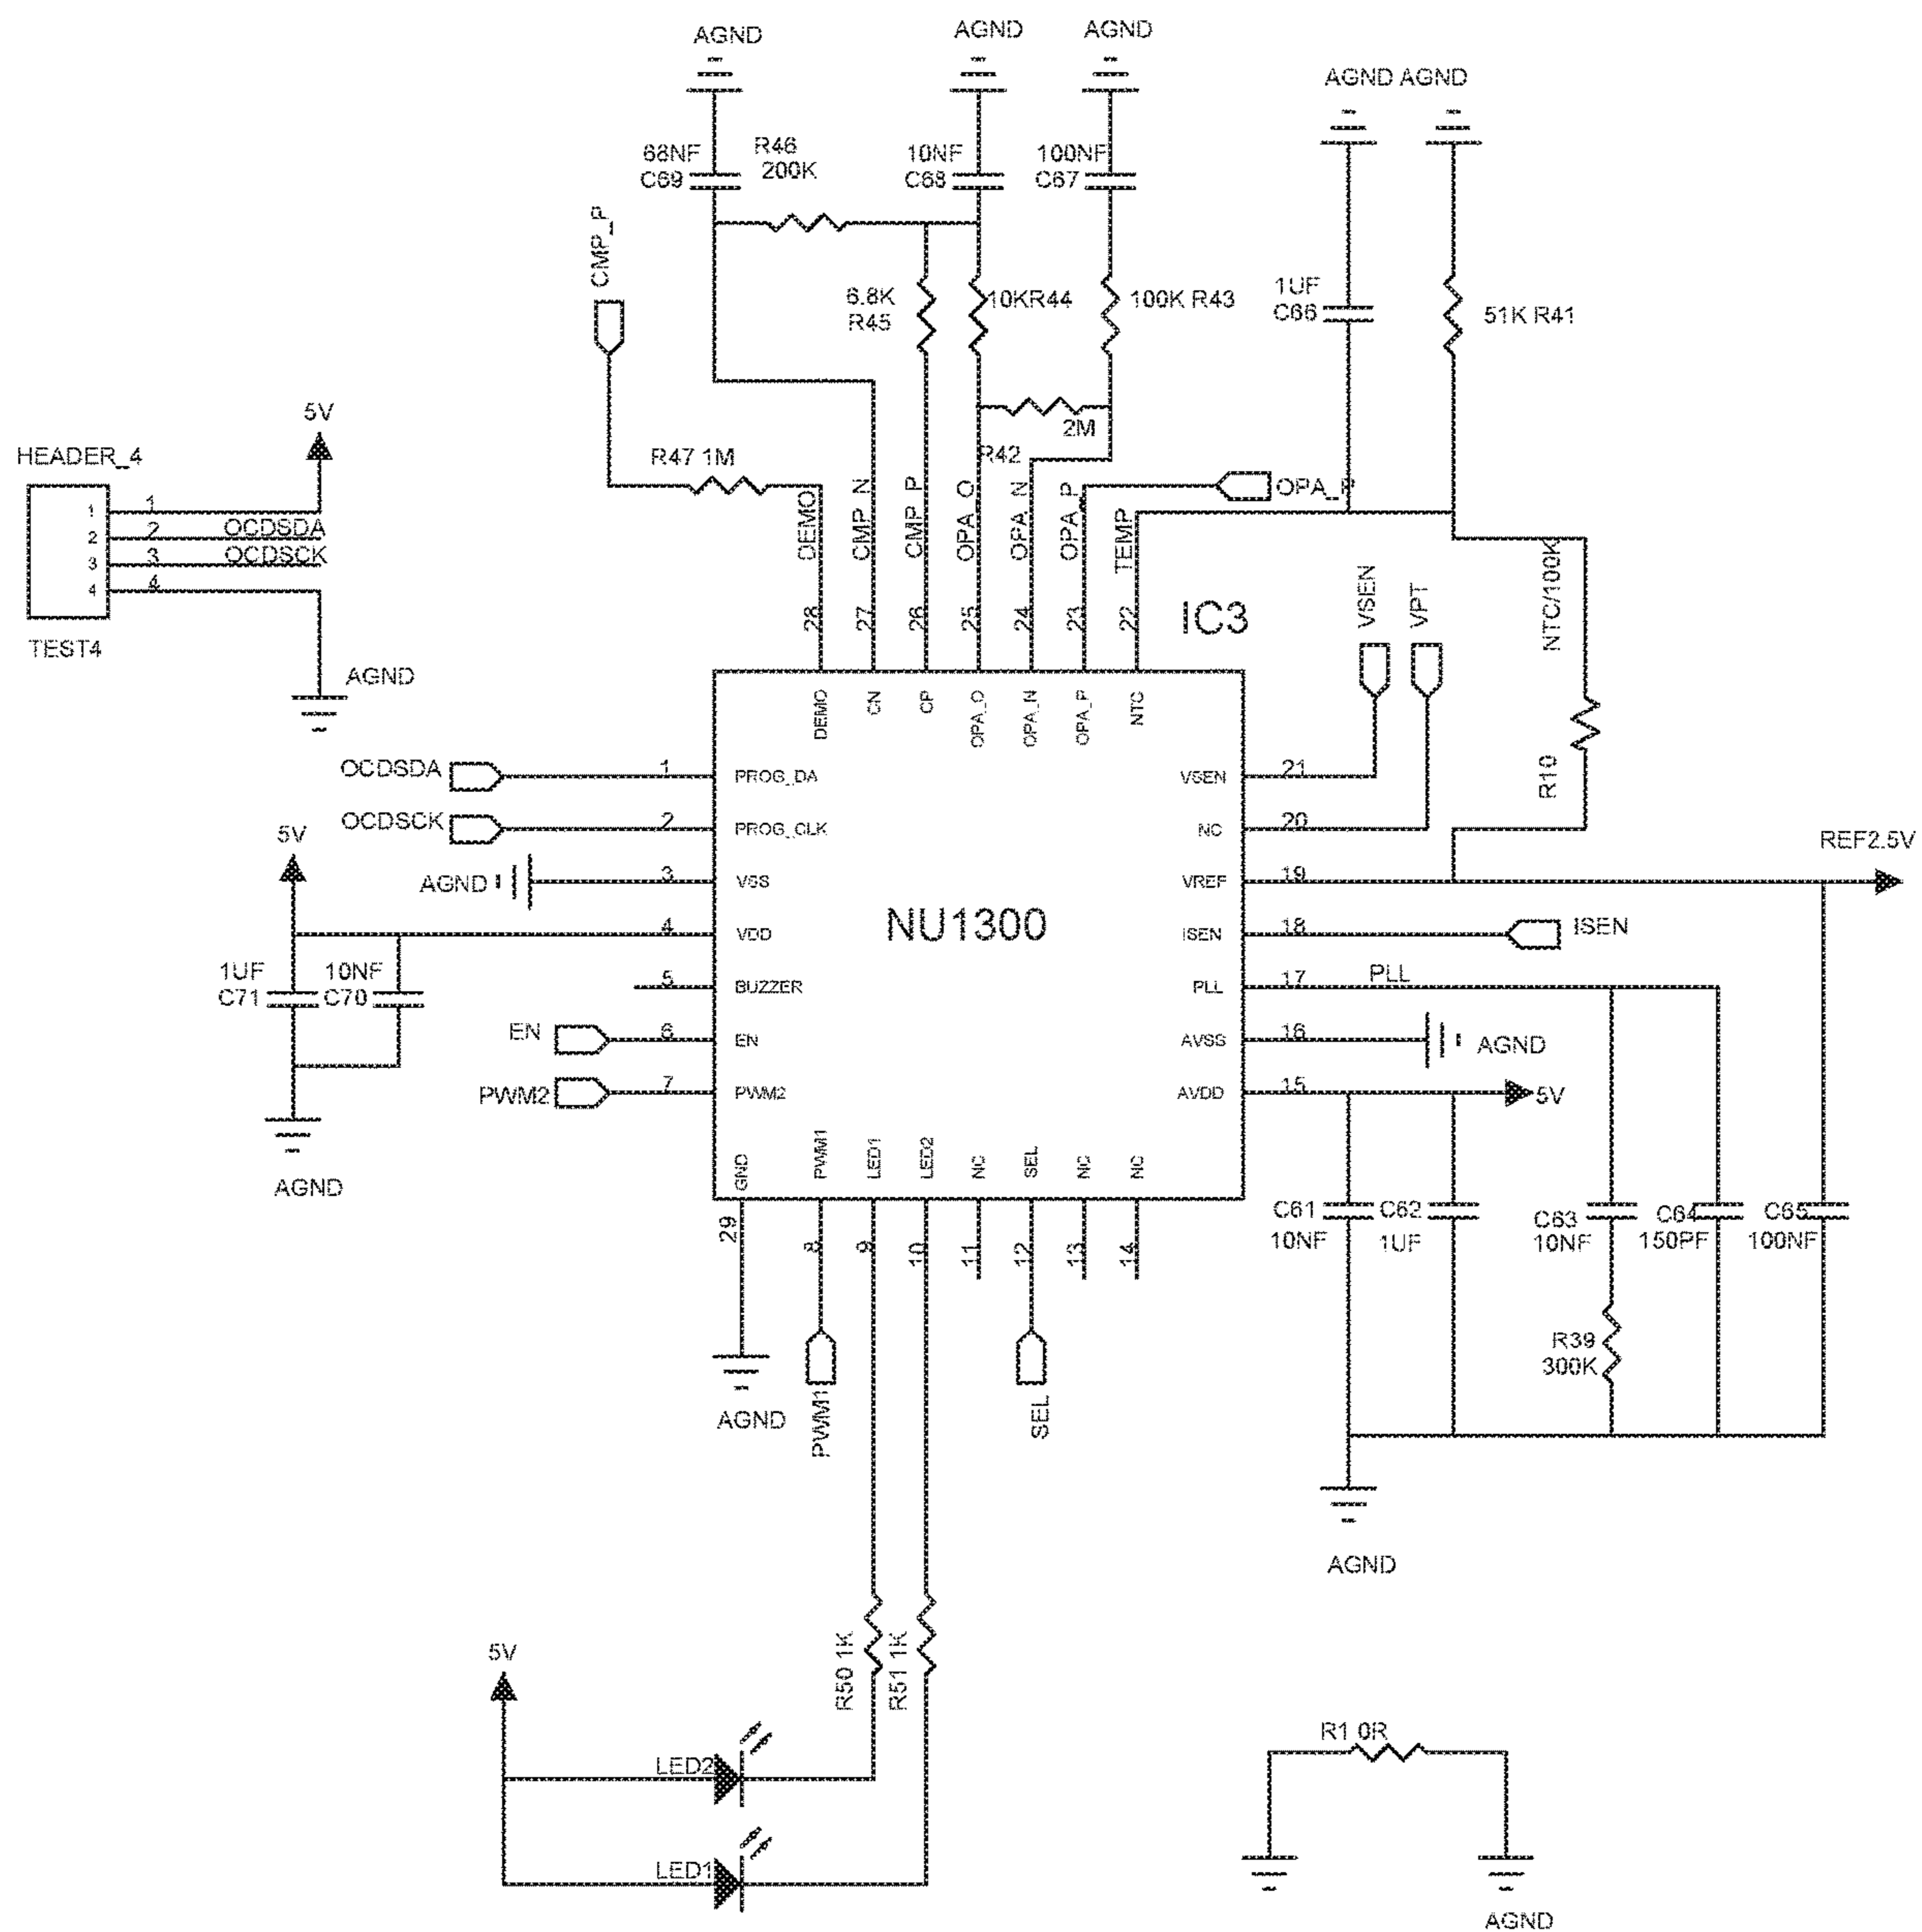 AGND
AGND
AGND
AGND AGND
68NF
C69
R46
200K
10NF
C68
100NF
C67
CMP_P
6.8K
R45
10KR44
100K R43
1UF
C66
51K R41
2M
R42
R47 1M
5V
HEADER_4
1 1
2 2 OCDSDA
3 3 OCDSCK
4 4
TEST4
AGND
DEMO
CMP_N
CMP_P
OPA_O
OPA_N
OPA_P
TEMP
OPA_P
28
27
26
25
24
23
22
IC3
VSEN
VPT
NTC/100K
R10
DEMO
CN
CP
OPA_O
OPA_N
OPA_P
NTC
OCDSDA 1 PROG_DA
OCDSCK 2 PROG_CLK
AGND 3 VSS
5V
4 VDD
1UF
C71
10NF
C70
5 BUZZER
EN 6 EN
PWM2 7 PWM2
AGND
NU1300
VSEN 21
NC 20
VREF 19
REF2.5V
ISEN 18 ISEN
PLL 17 PLL
AVSS 16 AGND
AVDD 15 5V
GND
PWM1
LED1
LED2
NC
SEL
NC
NC
29
8
9
10
11
12
13
14
AGND
PWM1
SEL
C61
10NF
C62
1UF
C63
10NF
C64
150PF
C65
100NF
R39
300K
AGND
R50 1K
R51 1K
5V
LED2
LED1
R1 0R
AGND